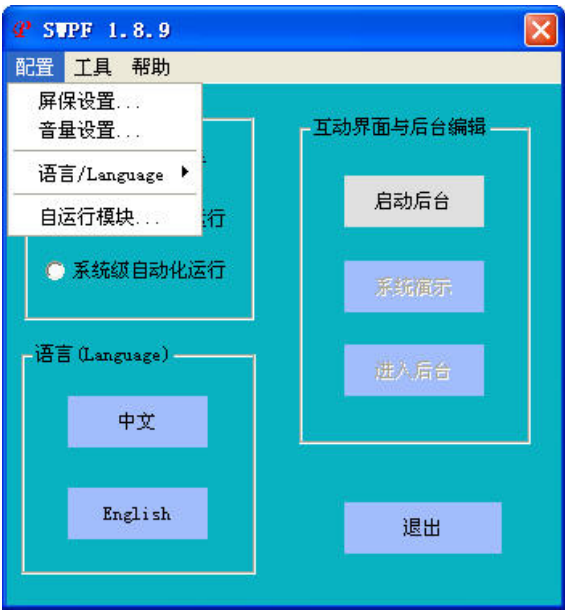 SWPF 1.8.9
配置 工具 帮助
屏保设置...
音量设置...
语言/Language
自运行模块...
行
系统级自动化运行
语言(Language)
中文
English
互动界面与后台编辑
启动后台
系统演示
进入后台
退出